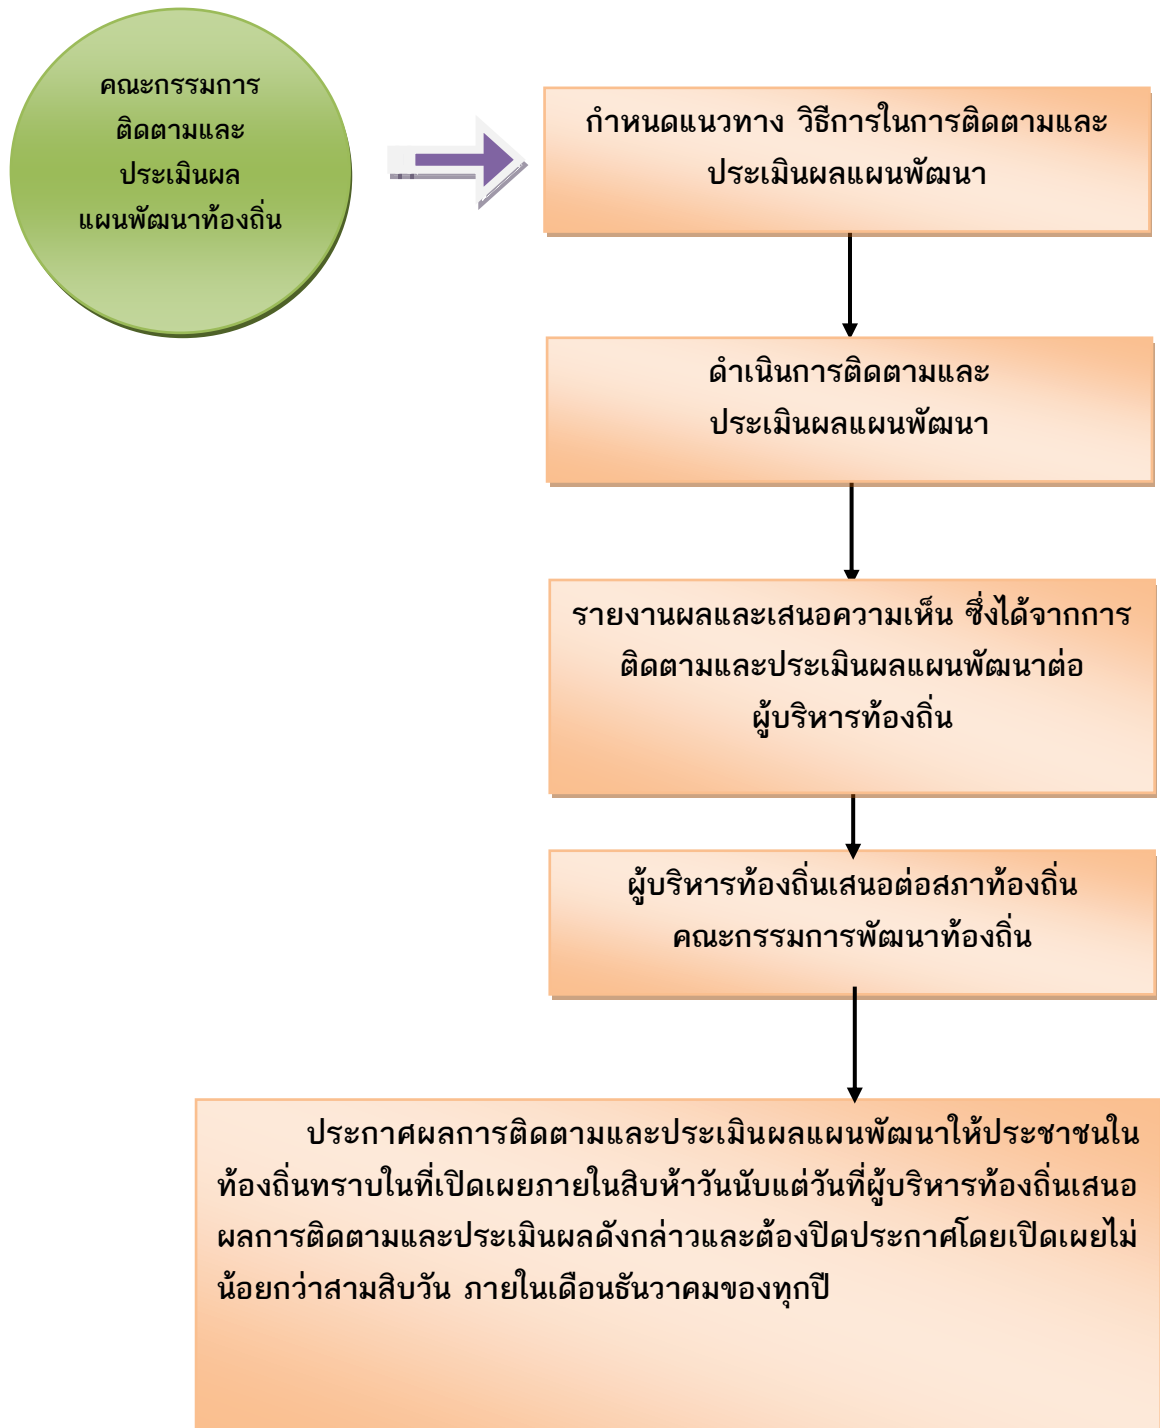 คณะกรรมการ
ติดตามและ
ประเมินผล
แผนพัฒนาท้องถิ่น
กำหนดแนวทาง วิธีการในการติดตามและ
ประเมินผลแผนพัฒนา
ดำเนินการติดตามและ
ประเมินผลแผนพัฒนา
รายงานผลและเสนอความเห็น ซึ่งได้จากการ
ติดตามและประเมินผลแผนพัฒนาต่อ
ผู้บริหารท้องถิ่น
ผู้บริหารท้องถิ่นเสนอต่อสภาท้องถิ่น
คณะกรรมการพัฒนาท้องถิ่น
ประกาศผลการติดตามและประเมินผลแผนพัฒนาให้ประชาชนใน
ท้องถิ่นทราบในที่เปิดเผยภายในสิบห้าวันนับแต่วันที่ผู้บริหารท้องถิ่นเสนอ
ผลการติดตามและประเมินผลดังกล่าวและต้องปิดประกาศโดยเปิดเผยไม่
น้อยกว่าสามสิบวัน ภายในเดือนธันวาคมของทุกปี